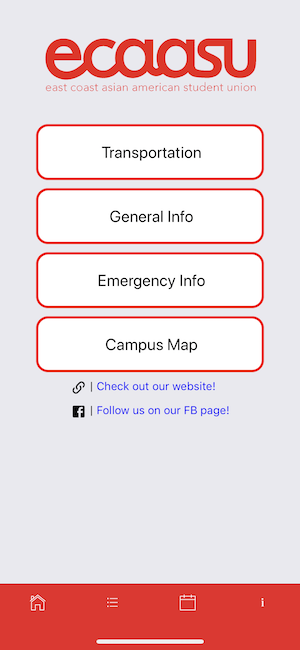 ecaasu
east coast asian american student union
Transportation
General Info
Emergency Info
Campus Map
| Check out our website!
| Follow us on our FB page!